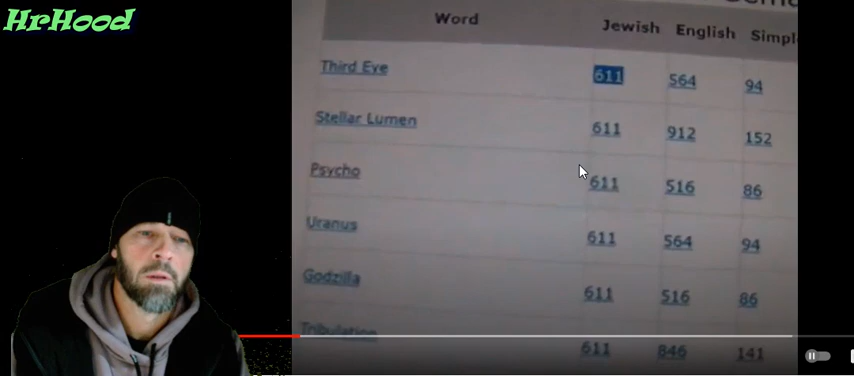 HrHood
Word Jewish English Simpl
Third Eye 611 564 94
Stellar Lumen 611 912 152
Psycho 611 516 86
Uranus 611 564 94
Godzilla 611 516 86
Tribulation 611 846 141